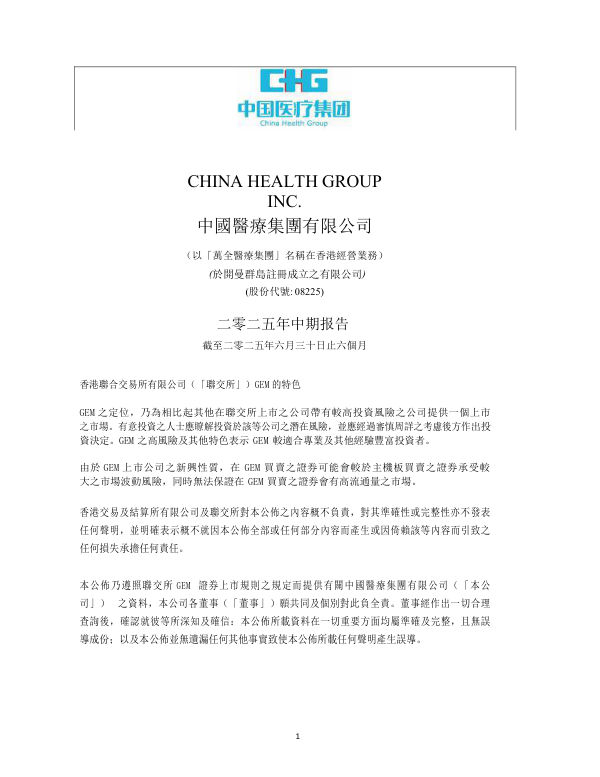 CHG
中国医疗集团
China Health Group
CHINA HEALTH GROUP
INC.
中國醫療集團有限公司
（以「萬全醫療集團」名稱在香港經營業務）
(於開曼群島註冊成立之有限公司)
(股份代號: 08225)
二零二五年中期报告
截至二零二五年六月三十日止六個月
香港聯合交易所有限公司（「聯交所」）GEM 的特色
GEM 之定位，乃為相比起其他在聯交所上市之公司帶有較高投資風險之公司提供一個上市
之市場。有意投資之人士應瞭解投資於該等公司之潛在風險，並應經過審慎周詳之考慮後方作出投
資決定。GEM 之高風險及其他特色表示 GEM 較適合專業及其他經驗豐富投資者。
由於 GEM 上市公司之新興性質，在 GEM 買賣之證券可能會較於主機板買賣之證券承受較
大之市場波動風險，同時無法保證在 GEM 買賣之證券會有高流通量之市場。
香港交易及結算所有限公司及聯交所對本公佈之內容概不負責，對其準確性或完整性亦不發表
任何聲明，並明確表示概不就因本公佈全部或任何部分內容而產生或因倚賴該等內容而引致之
任何損失承擔任何責任。
本公佈乃遵照聯交所 GEM 證券上市規則之規定而提供有關中國醫療集團有限公司（「本公
司」） 之資料，本公司各董事（「董事」）願共同及個別對此負全責。董事經作出一切合理
查詢後，確認就彼等所深知及確信：本公佈所載資料在一切重要方面均屬準確及完整，且無誤
導成份；以及本公佈並無遺漏任何其他事實致使本公佈所載任何聲明產生誤導。
1